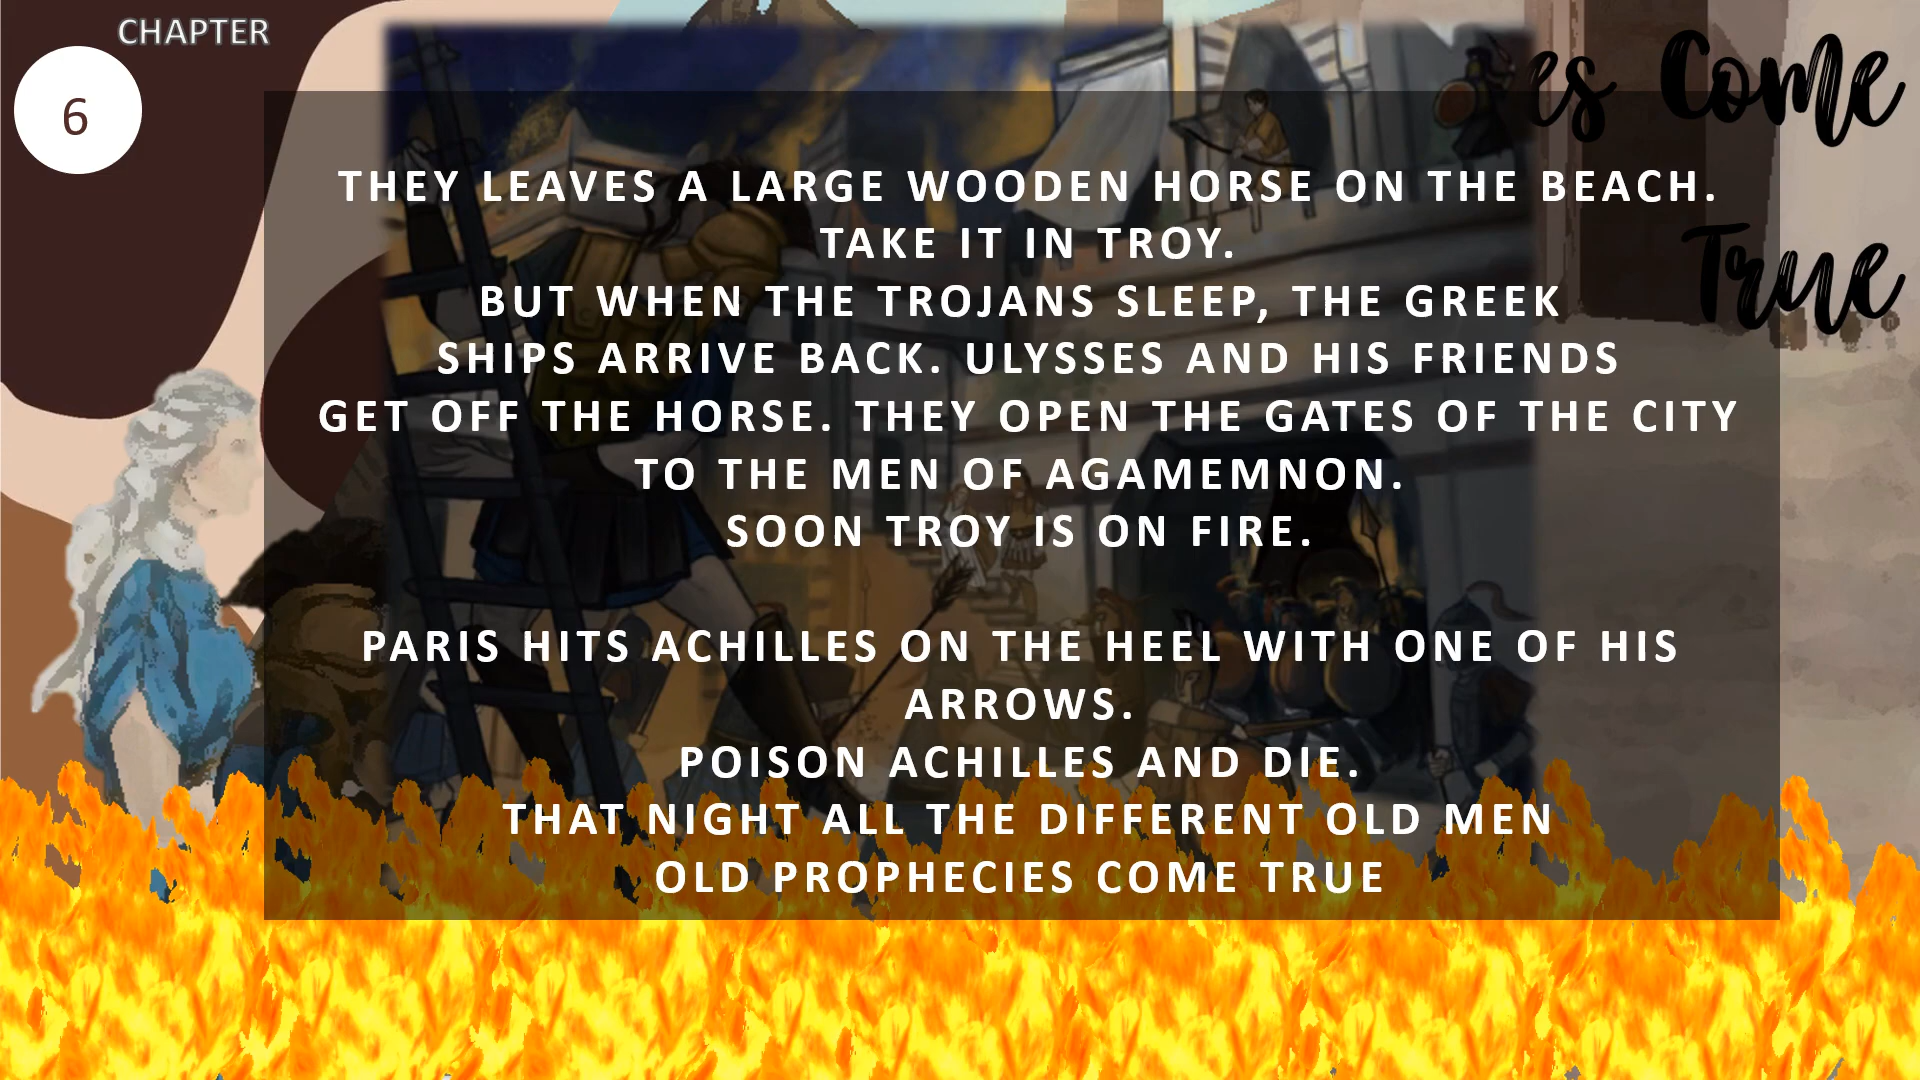 CHAPTER
6
es Come
True
THEY LEAVES A LARGE WOODEN HORSE ON THE BEACH.
TAKE IT IN TROY.
BUT WHEN THE TROJANS SLEEP, THE GREEK
SHIPS ARRIVE BACK. ULYSSES AND HIS FRIENDS
GET OFF THE HORSE. THEY OPEN THE GATES OF THE CITY
TO THE MEN OF AGAMEMNON.
SOON TROY IS ON FIRE.
PARIS HITS ACHILLES ON THE HEEL WITH ONE OF HIS
ARROWS.
POISON ACHILLES AND DIE.
THAT NIGHT ALL THE DIFFERENT OLD MEN
OLD PROPHECIES COME TRUE